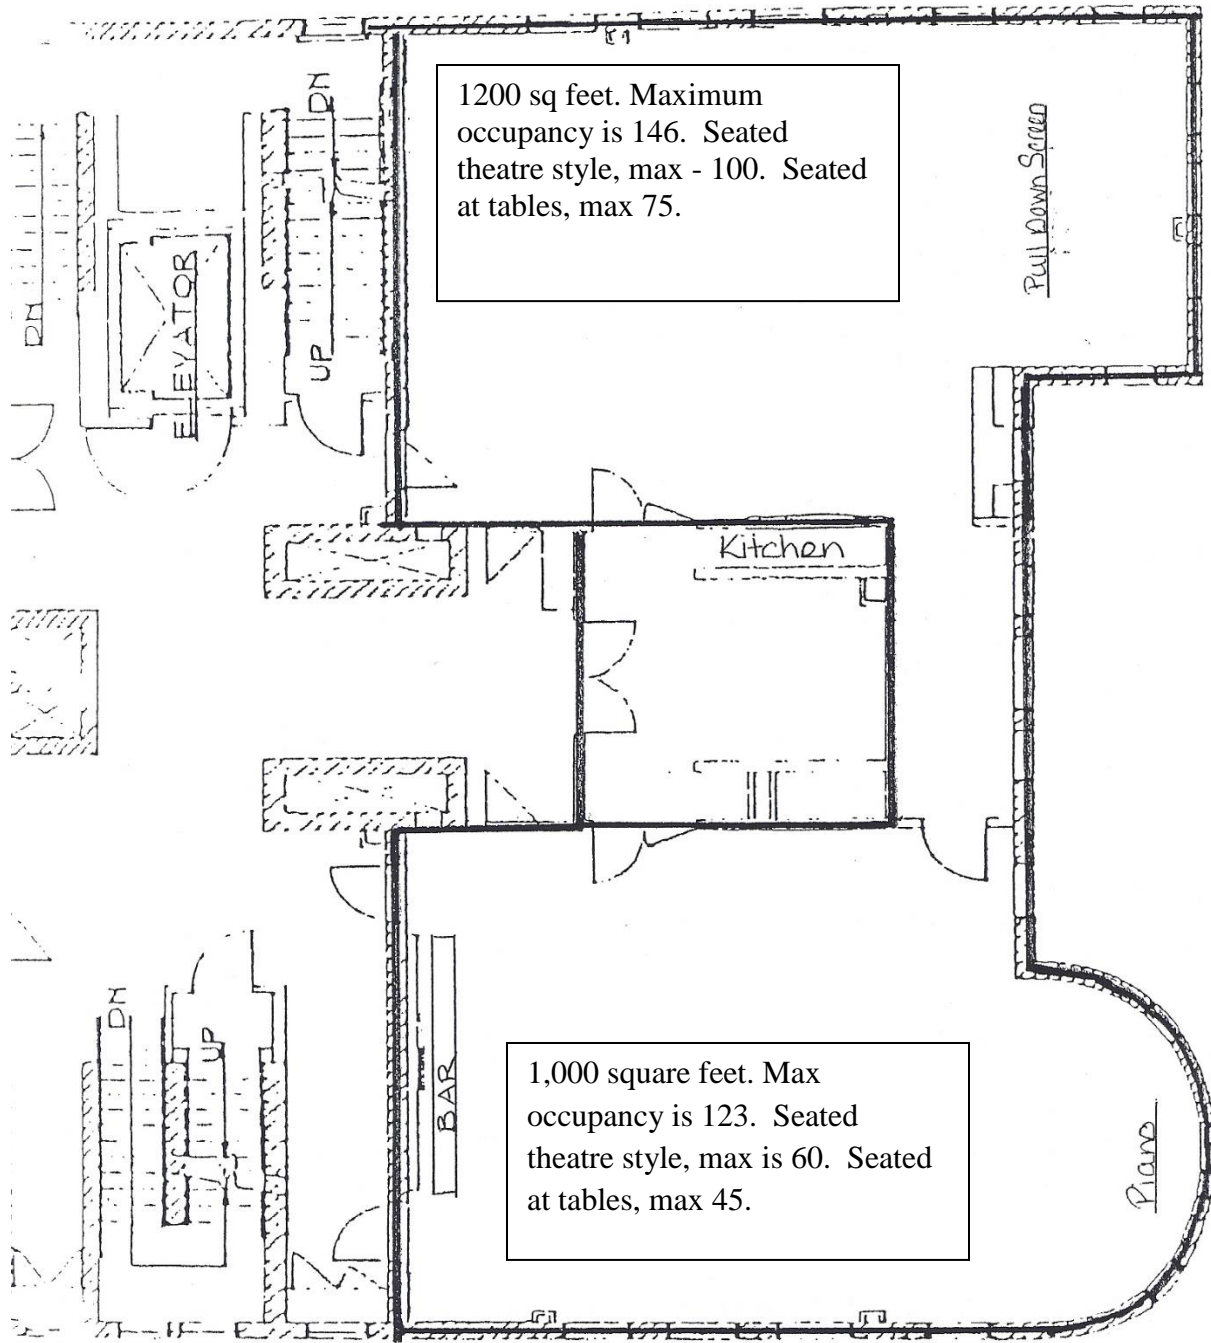 DN
1200 sq feet. Maximum
occupancy is 146.  Seated
theatre style, max - 100.  Seated
at tables, max 75.
Pull Down Screen
DN
ELEVATOR
UP
Kitchen
DN
UP
BAR
1,000 square feet. Max
occupancy is 123.  Seated
theatre style, max is 60.  Seated
at tables, max 45.
Piano